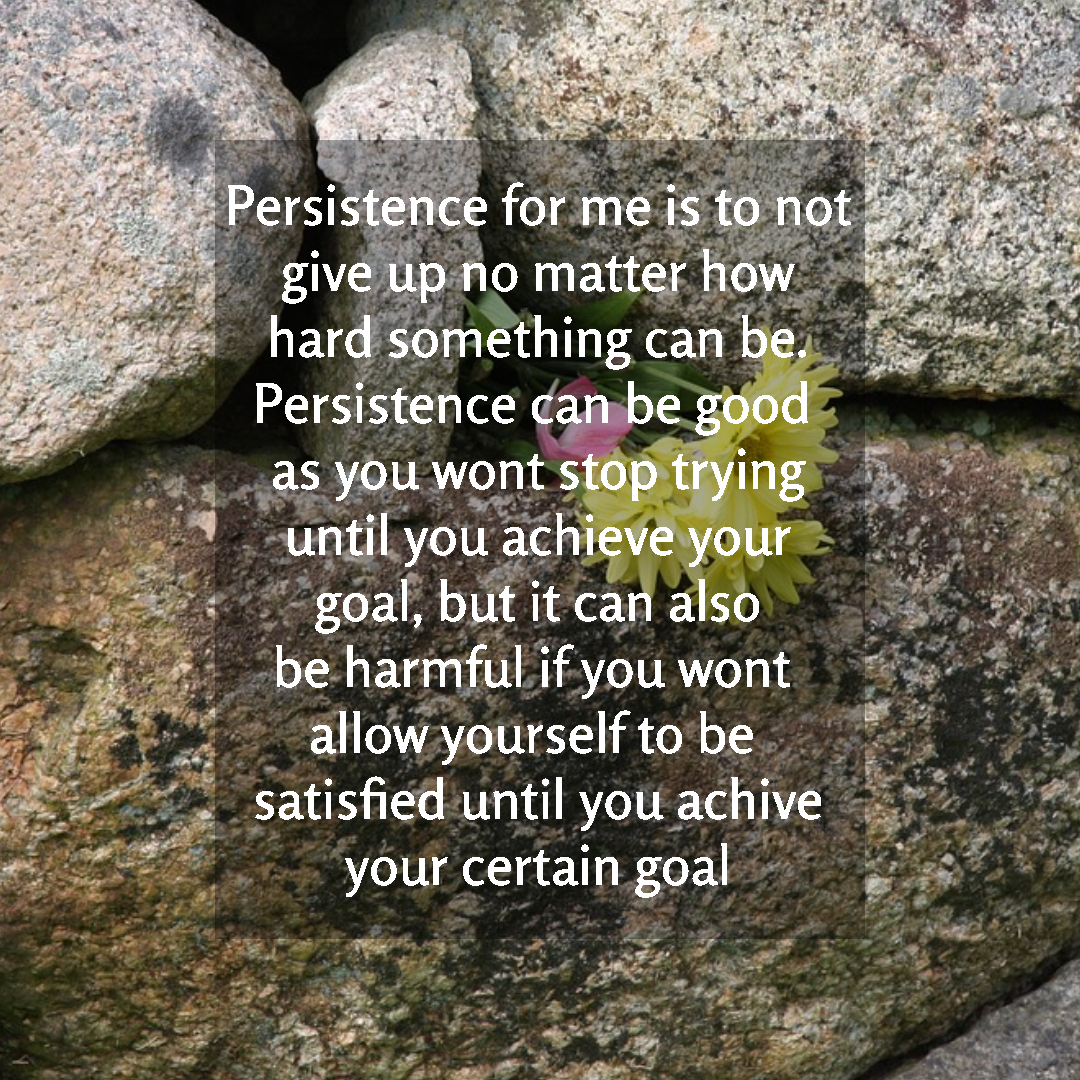 Persistence for me is to not
give up no matter how
hard something can be.
Persistence can be good
as you wont stop trying
until you achieve your
goal, but it can also
be harmful if you wont
allow yourself to be
satisfied until you achive
your certain goal